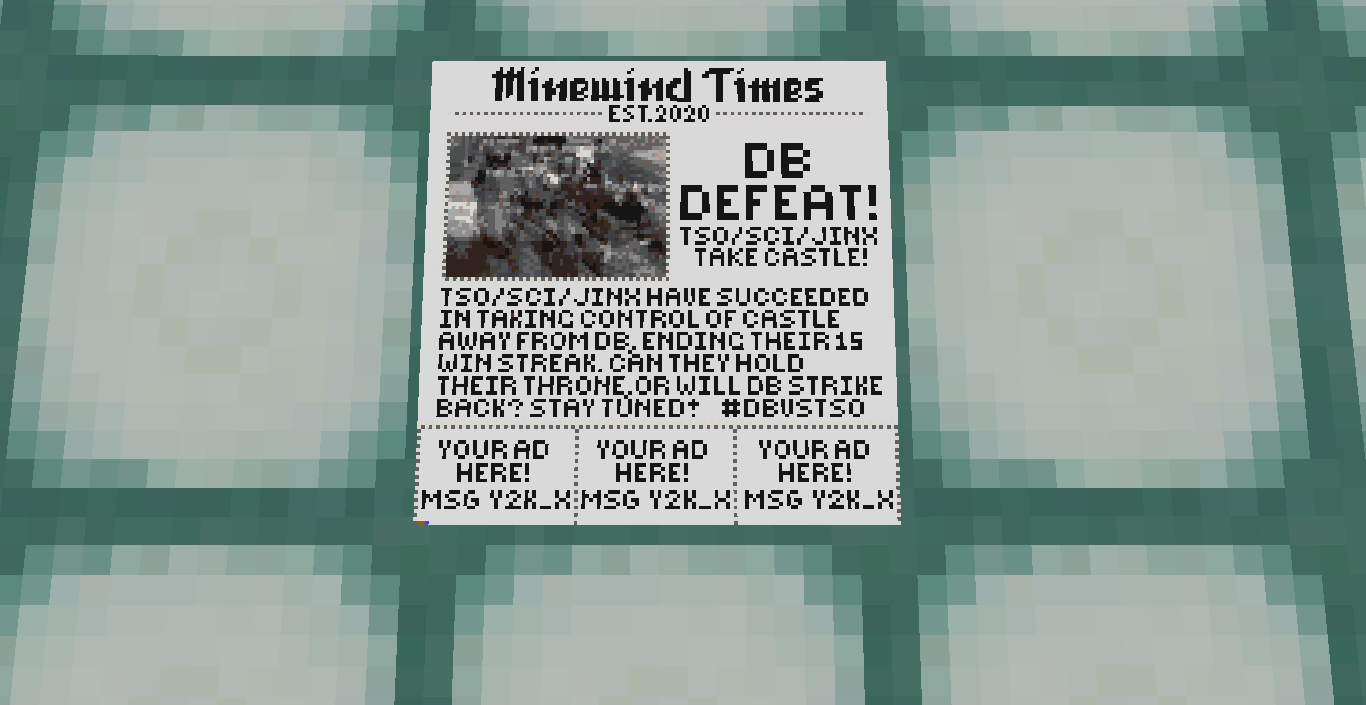 Minewind Times
EST.2020
DB
DEFEAT!
TSO/SCI/JINX
TAKE CASTLE!
TSO/SCI/JINX HAVE SUCCEEDED
IN TAKING CONTROL OF CASTLE
AWAY FROM DB, ENDING THEIR 15
WIN STREAK. CAN THEY HOLD
THEIR THRONE, OR WILL DB STRIKE
BACK? STAY TUNED! #DBVSTSO
YOUR AD
HERE!
MSG Y2K_X
YOUR AD
HERE!
MSG Y2K_X
YOUR AD
HERE!
MSG Y2K_X